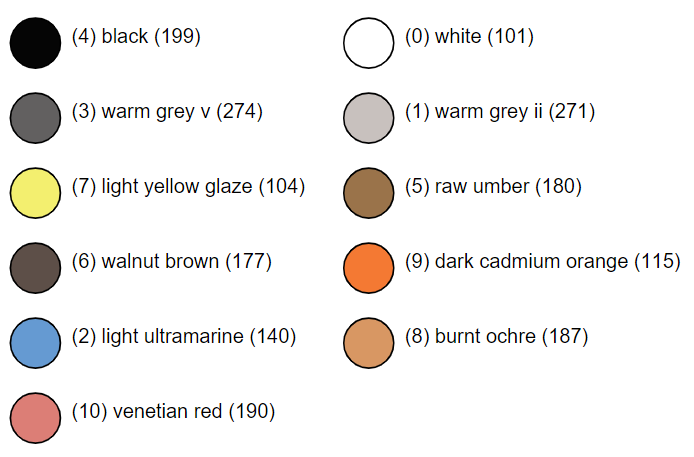 (4) black (199)
(0) white (101)
(3) warm grey v (274)
(1) warm grey ii (271)
(7) light yellow glaze (104)
(5) raw umber (180)
(6) walnut brown (177)
(9) dark cadmium orange (115)
(2) light ultramarine (140)
(8) burnt ochre (187)
(10) venetian red (190)